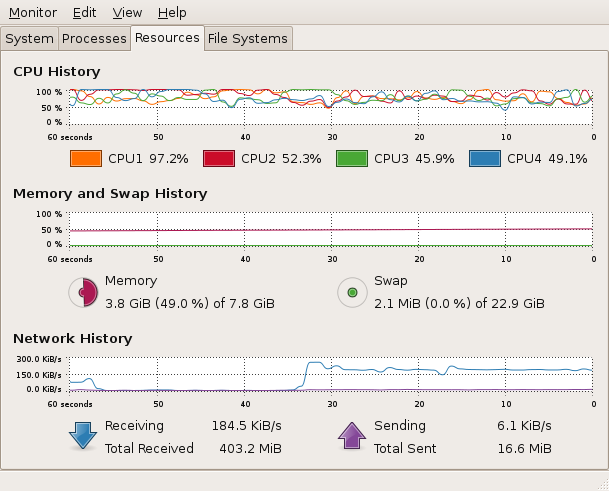 Monitor Edit View Help
System Processes Resources File Systems
CPU History
100 %
50 %
0 %
60 seconds 50 40 30 20 10 0
CPU1 97.2% CPU2 52.3% CPU3 45.9% CPU4 49.1%
Memory and Swap History
100 %
50 %
0 %
60 seconds 50 40 30 20 10 0
Memory Swap
3.8 GiB (49.0 %) of 7.8 GiB 2.1 MiB (0.0 %) of 22.9 GiB
Network History
300.0 KiB/s
150.0 KiB/s
0.0 KiB/s
60 seconds 50 40 30 20 10 0
Receiving 184.5 KiB/s Sending 6.1 KiB/s
Total Received 403.2 MiB Total Sent 16.6 MiB